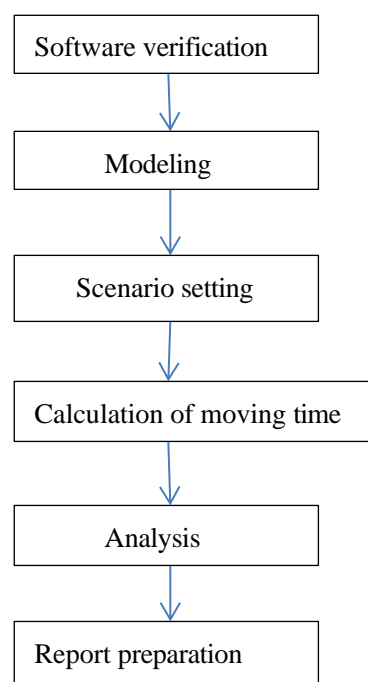 Software verification
Modeling
Scenario setting
Calculation of moving time
Analysis
Report preparation